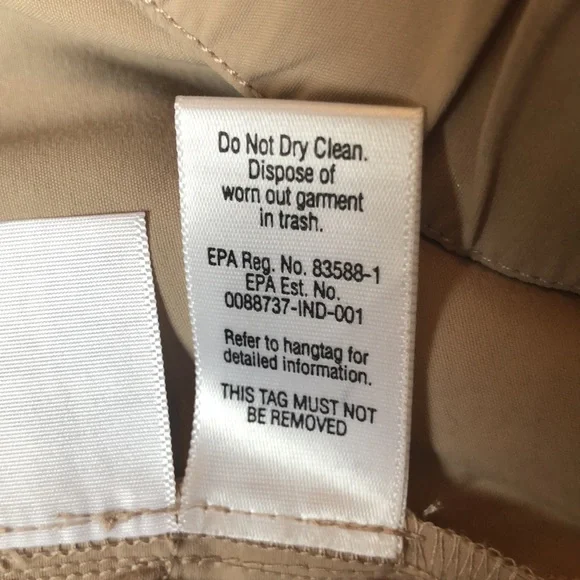 Do Not Dry Clean.
Dispose of
worn out garment
in trash.
EPA Reg. No. 83588-1
EPA Est. No.
0088737-IND-001
Refer to hangtag for
detailed information.
THIS TAG MUST NOT
BE REMOVED